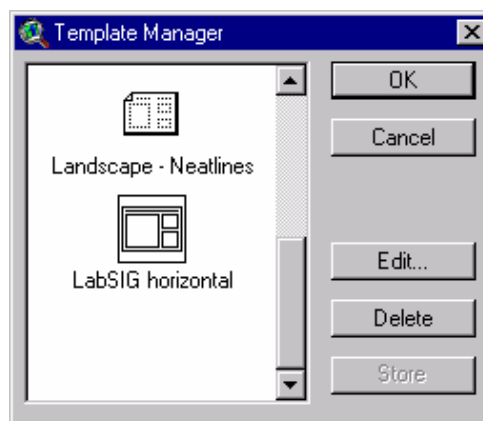 Template Manager
OK
Cancel
Landscape - Neatlines
LabSIG horizontal
Edit...
Delete
Store